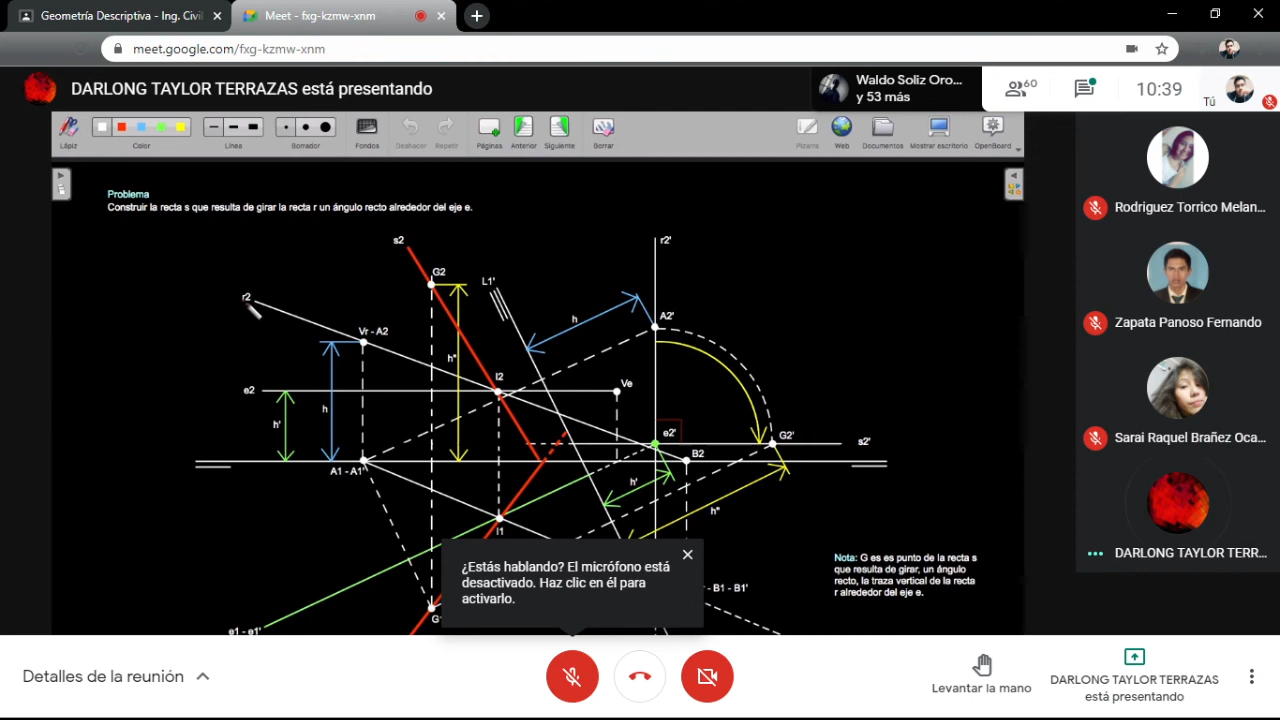 Geometría Descriptiva - Ing. Civil
Meet - fxg-kzmw-xnm
meet.google.com/fxg-kzmw-xnm
DARLONG TAYLOR TERRAZAS está presentando
Waldo Soliz Oro...
y 53 más
60
10:39
Tú
Lápiz
Color
Línea
Borrador
Fondos
Deshacer
Repetir
Páginas
Anterior
Siguiente
Borrar
Pizarra
Web
Documentos
Mostrar escritorio
OpenBoard
Problema
Construir la recta s que resulta de girar la recta r un ángulo recto alrededor del eje e.
s2
r2'
G2
L1'
r2
h
A2'
Vr - A2
h"
I2
Ve
e2
h
h'
e2'
G2'
s2'
B2
A1 - A1'
h'
h"
I1
- B1 - B1'
e1 - e1'
Nota: G es es punto de la recta s
que resulta de girar, un ángulo
recto, la traza vertical de la recta
r alrededor del eje e.
Rodriguez Torrico Melan...
Zapata Panoso Fernando
Sarai Raquel Brañez Oca...
DARLONG TAYLOR TERR...
¿Estás hablando? El micrófono está
desactivado. Haz clic en él para
activarlo.
Detalles de la reunión
Levantar la mano
DARLONG TAYLOR TERRAZAS
está presentando